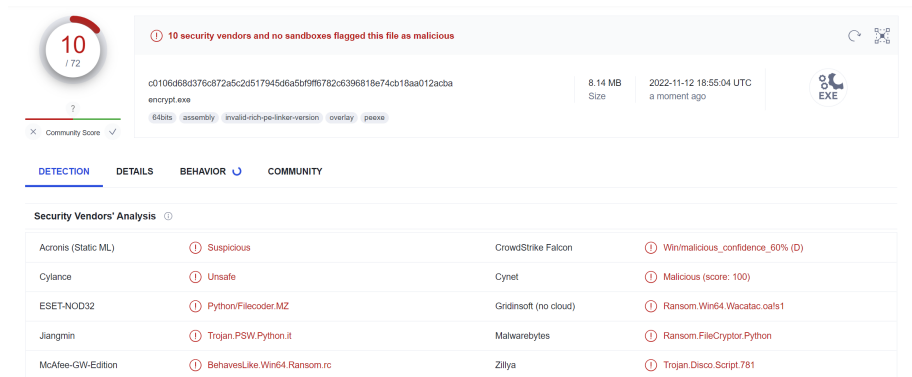 10
/ 72
?
Community Score
10 security vendors and no sandboxes flagged this file as malicious
c0106d68d376c872a5c2d517945d6a5bf9ff6782c6396818e74cb18aa012acba
encrypt.exe
64bits assembly invalid-rich-pe-linker-version overlay peexe
8.14 MB
Size
2022-11-12 18:55:04 UTC
a moment ago
EXE
DETECTION DETAILS BEHAVIOR COMMUNITY
Security Vendors' Analysis
Acronis (Static ML) Suspicious CrowdStrike Falcon Win/malicious_confidence_60% (D)
Cylance Unsafe Cynet Malicious (score: 100)
ESET-NOD32 Python/Filecoder.MZ Gridinsoft (no cloud) Ransom.Win64.Wacatac.oa!s1
Jiangmin Trojan.PSW.Python.it Malwarebytes Ransom.FileCryptor.Python
McAfee-GW-Edition BehavesLike.Win64.Ransom.rc Zillya Trojan.Disco.Script.781